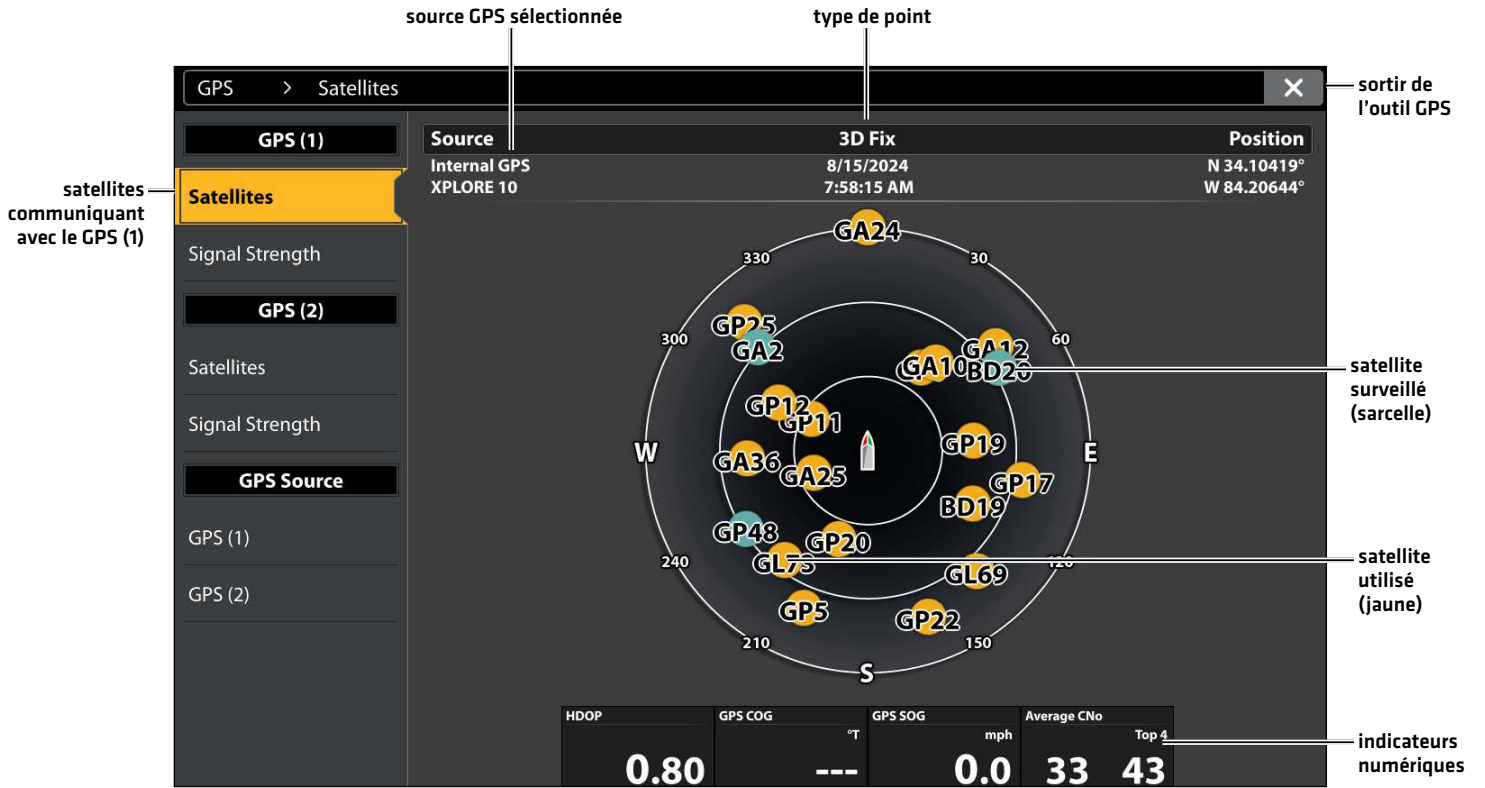 source GPS sélectionnée
type de point
GPS > Satellites
sortir de
l'outil GPS
GPS (1)
Source 3D Fix Position
Internal GPS 8/15/2024 N 34.10419°
XPLORE 10 7:58:15 AM W 84.20644°
satellites
communiquant
avec le GPS (1)
Satellites
Signal Strength
GPS (2)
Satellites
Signal Strength
GPS Source
GPS (1)
GPS (2)
GA24
330
30
GP25
300
GA2
GA12
60
GA10
BD20
GP12
GP11
GP19
W
E
GA36
GA25
GP17
BD19
GP48
GP20
240
GL73
GL69
120
GP5
GP22
210
150
S
satellite
surveillé
(sarcelle)
satellite
utilisé
(jaune)
HDOP
0.80
GPS COG
°T
---
GPS SOG
mph
0.0
Average CNo
Top 4
33 43
indicateurs
numériques